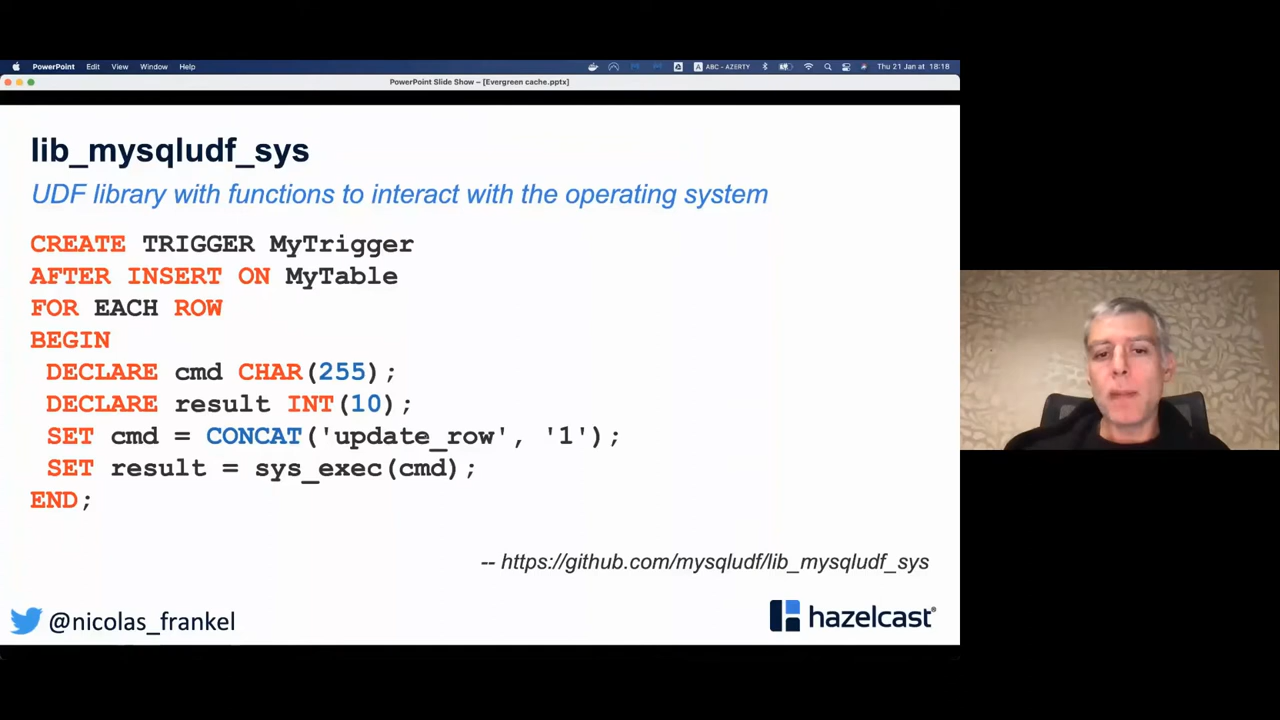 PowerPoint Edit View Window Help ABC - AZERTY Thu 21 Jan at 18:18
PowerPoint Slide Show – [Evergreen cache.pptx]
lib_mysqludf_sys
UDF library with functions to interact with the operating system
CREATE TRIGGER MyTrigger
AFTER INSERT ON MyTable
FOR EACH ROW
BEGIN
DECLARE cmd CHAR(255);
DECLARE result INT(10);
SET cmd = CONCAT('update_row', '1');
SET result = sys_exec(cmd);
END;
-- https://github.com/mysqludf/lib_mysqludf_sys
@nicolas_frankel
hazelcast®